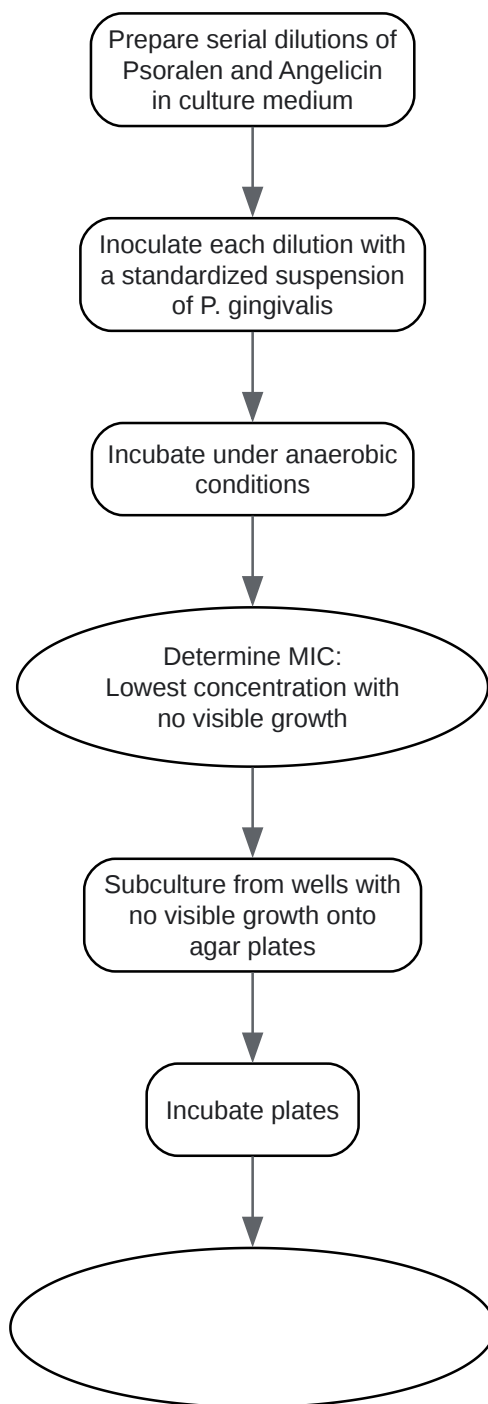 Prepare serial dilutions of
Psoralen and Angelicin
in culture medium
Inoculate each dilution with
a standardized suspension
of P. gingivalis
Incubate under anaerobic
conditions
Determine MIC:
Lowest concentration with
no visible growth
Subculture from wells with
no visible growth onto
agar plates
Incubate plates